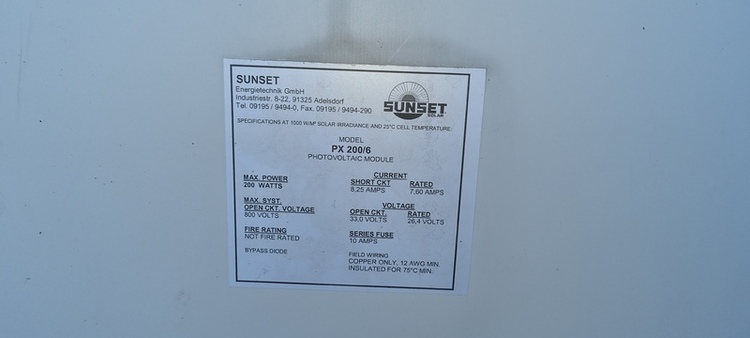 SUNSET
Energietechnik GmbH
Industriestr. 8-22, 91325 Adelsdorf
Tel. 09195 / 9494-0, Fax. 09195 / 9494-290
SUNSET
SOLAR
SPECIFICATIONS AT 1000 W/M² SOLAR IRRADIANCE AND 25°C CELL TEMPERATURE:
MODEL
PX 200/6
PHOTOVOLTAIC MODULE
MAX. POWER
200 WATTS
CURRENT
SHORT CKT RATED
8,25 AMPS 7,60 AMPS
MAX. SYST.
OPEN CKT. VOLTAGE
800 VOLTS
VOLTAGE
OPEN CKT. RATED
33,0 VOLTS 26,4 VOLTS
FIRE RATING
NOT FIRE RATED
SERIES FUSE
10 AMPS
BYPASS DIODE
FIELD WIRING
COPPER ONLY, 12 AWG MIN.
INSULATED FOR 75°C MIN.